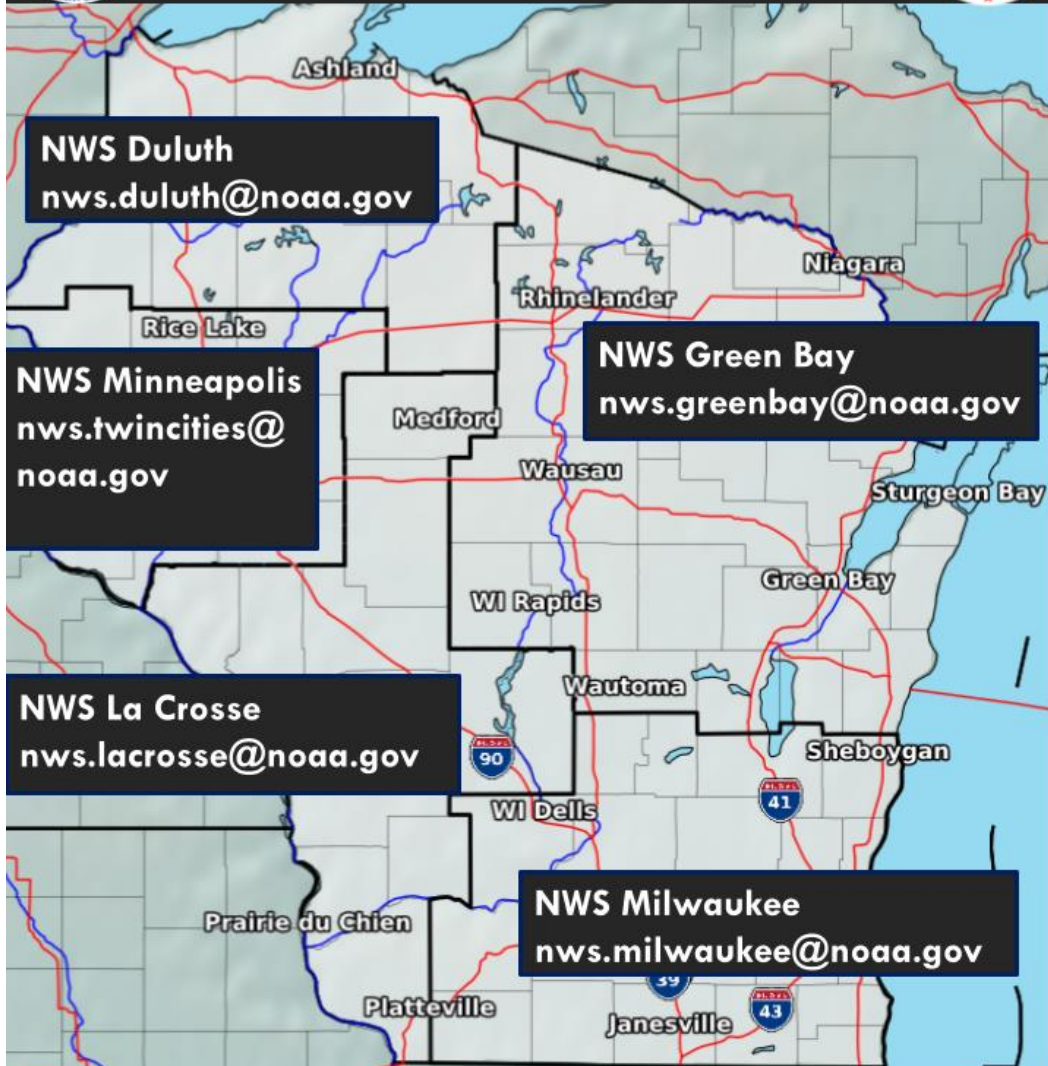 Ashland
NWS Duluth
nws.duluth@noaa.gov
Niagara
Rhinelander
Rice Lake
NWS Green Bay
nws.greenbay@noaa.gov
NWS Minneapolis
nws.twincities@
noaa.gov
Medford
Wausau
Sturgeon Bay
Green Bay
WI Rapids
Wautoma
NWS La Crosse
nws.lacrosse@noaa.gov
90
Sheboygan
41
WI Dells
NWS Milwaukee
nws.milwaukee@noaa.gov
Prairie du Chien
39
Platteville
43
Janesville